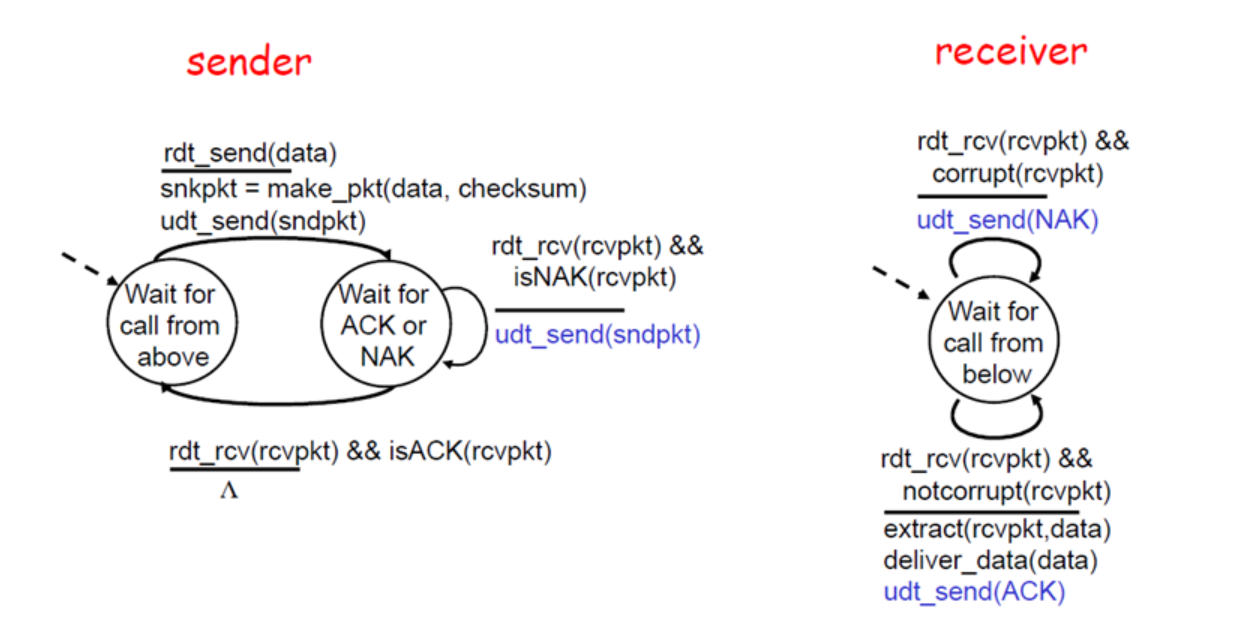 sender
receiver
rdt_send(data)
snkpkt = make_pkt(data, checksum)
udt_send(sndpkt)
Wait for
call from
above
Wait for
ACK or
NAK
rdt_rcv(rcvpkt) &&
isNAK(rcvpkt)
udt_send(sndpkt)
rdt_rcv(rcvpkt) && isACK(rcvpkt)
Λ
rdt_rcv(rcvpkt) &&
corrupt(rcvpkt)
udt_send(NAK)
Wait for
call from
below
rdt_rcv(rcvpkt) &&
notcorrupt(rcvpkt)
extract(rcvpkt,data)
deliver_data(data)
udt_send(ACK)